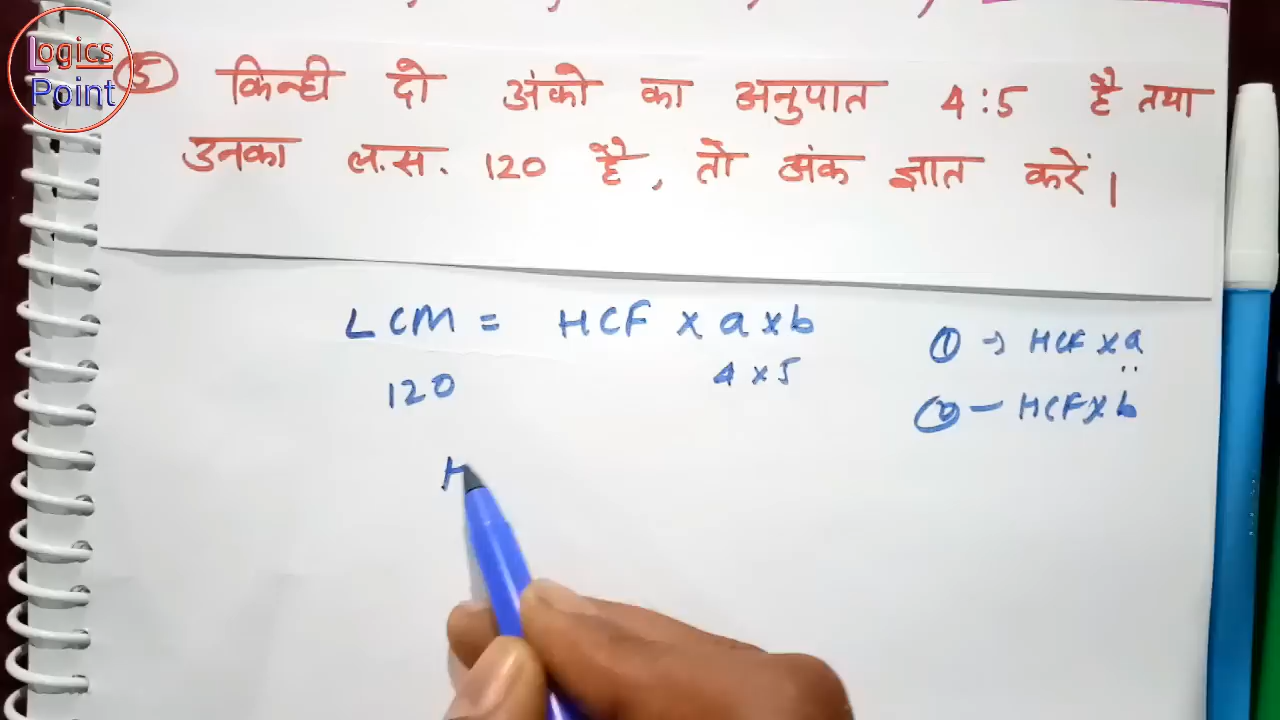 Logics
Point
5 किन्ही दो अंको का अनुपात 4:5 है तथा
उनका ल.स. 120 है, तो अंक ज्ञात करें।
LCM = HCF x a x b
120 4 x 5
① → HCF x a
② — HCF x b
H